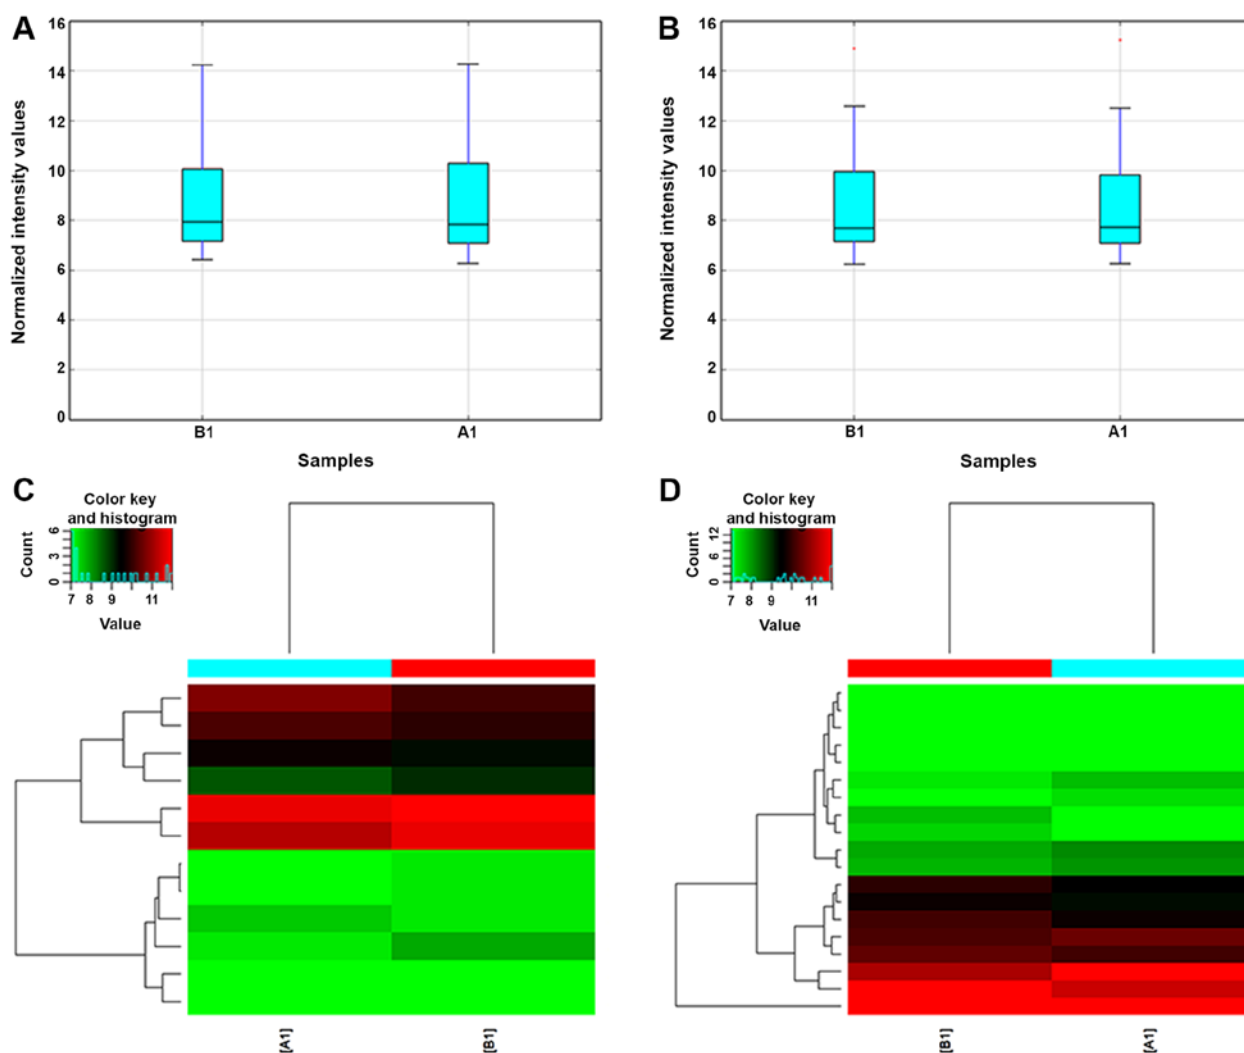 A
Normalized intensity values
16
14
12
10
8
6
4
2
0
B1
A1
Samples
B
Normalized intensity values
16
14
12
10
8
6
4
2
0
B1
A1
Samples
C
Color key
and histogram
Count
6
3
0
7 8 9 11
Value
[A1]
[B1]
D
Color key
and histogram
Count
12
6
0
7 8 9 11
Value
[B1]
[A1]